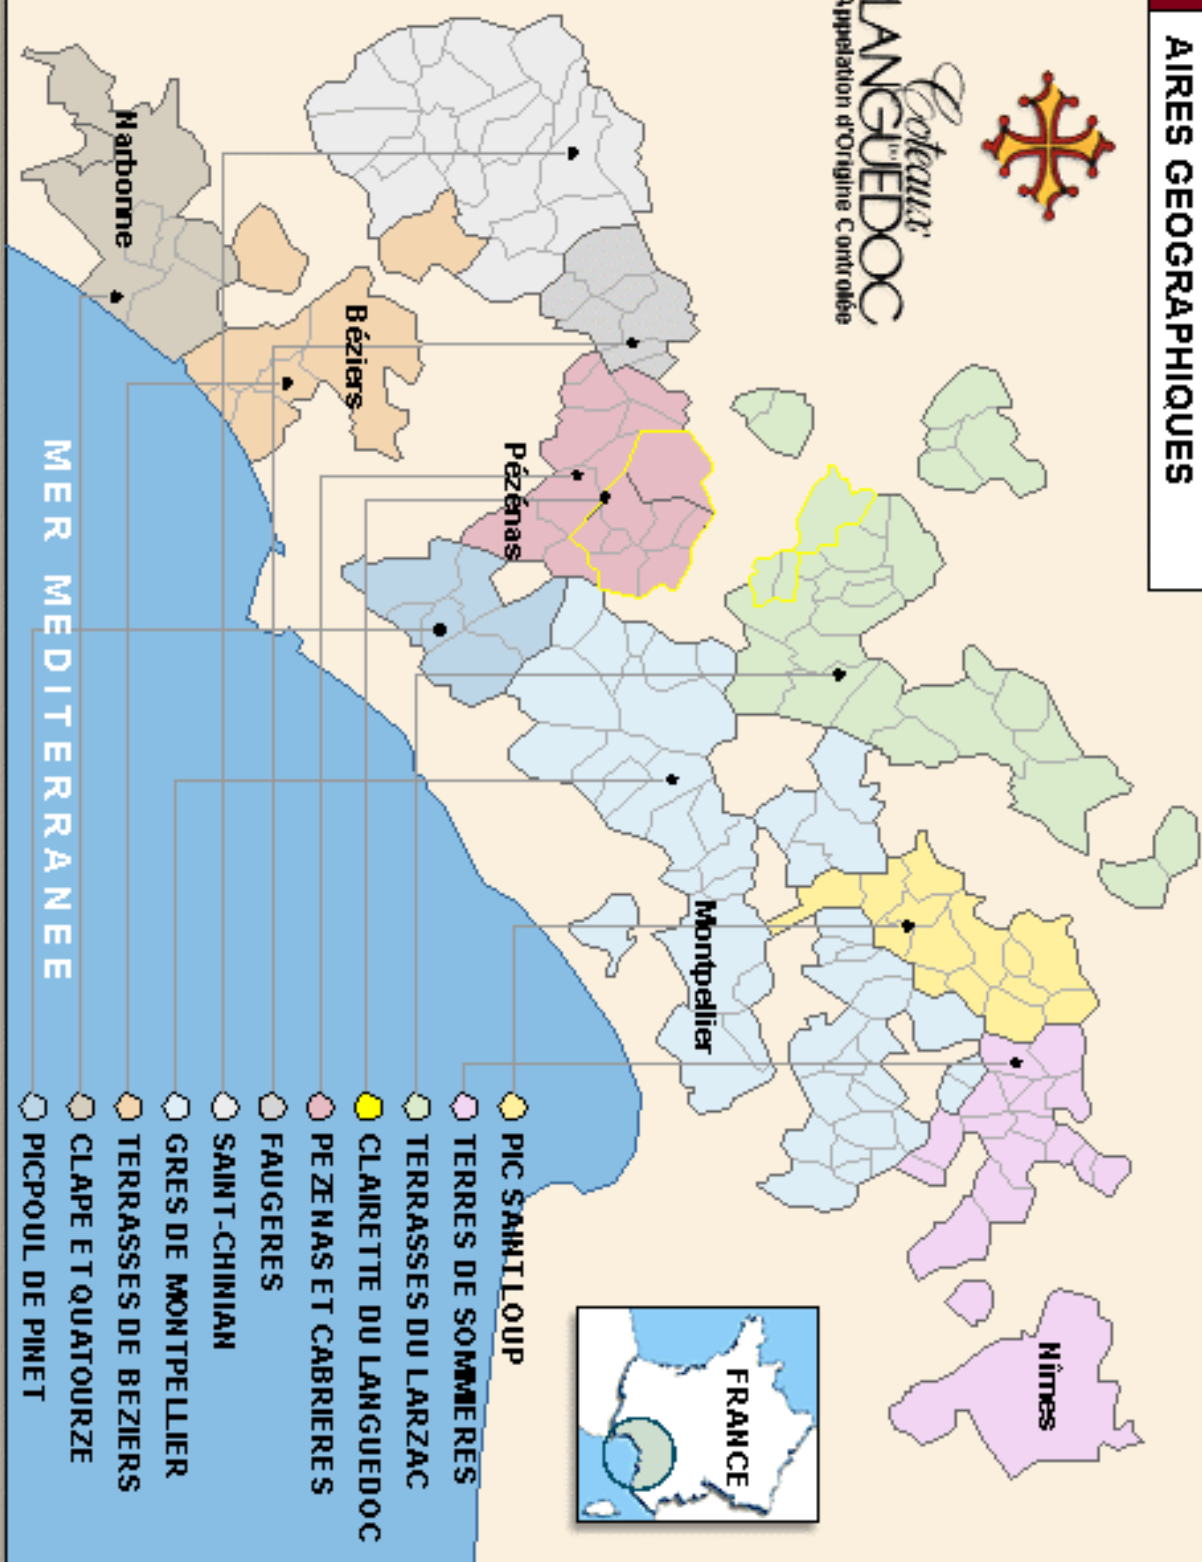 AIRES GEOGRAPHIQUES
Coteaux
DU
LANGUEDOC
Appelation d'Origine Controlée
Nîmes
Montpellier
Pézénas
Béziers
Narbonne
FRANCE
MER MEDITERRANEE
PIC SAINT LOUP
TERRES DE SOMMIERES
TERRASSES DU LARZAC
CLAIRETTE DU LANGUEDOC
PEZENAS ET CABRIERES
FAUGERES
SAINT-CHINIAN
GRES DE MONTPELLIER
TERRASSES DE BEZIERS
CLAPE ET QUATOURZE
PICPOUL DE PINET